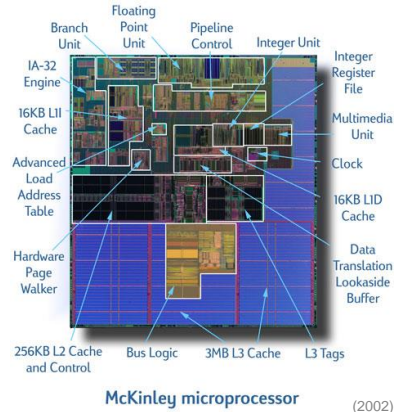 Floating
Point
Unit
Branch
Unit
Pipeline
Control
Integer Unit
Integer
Register
File
IA-32
Engine
16KB L1I
Cache
Multimedia
Unit
Clock
Advanced
Load
Address
Table
16KB L1D
Cache
Hardware
Page
Walker
Data
Translation
Lookaside
Buffer
256KB L2 Cache
and Control
Bus Logic
3MB L3 Cache
L3 Tags
McKinley microprocessor
(2002)